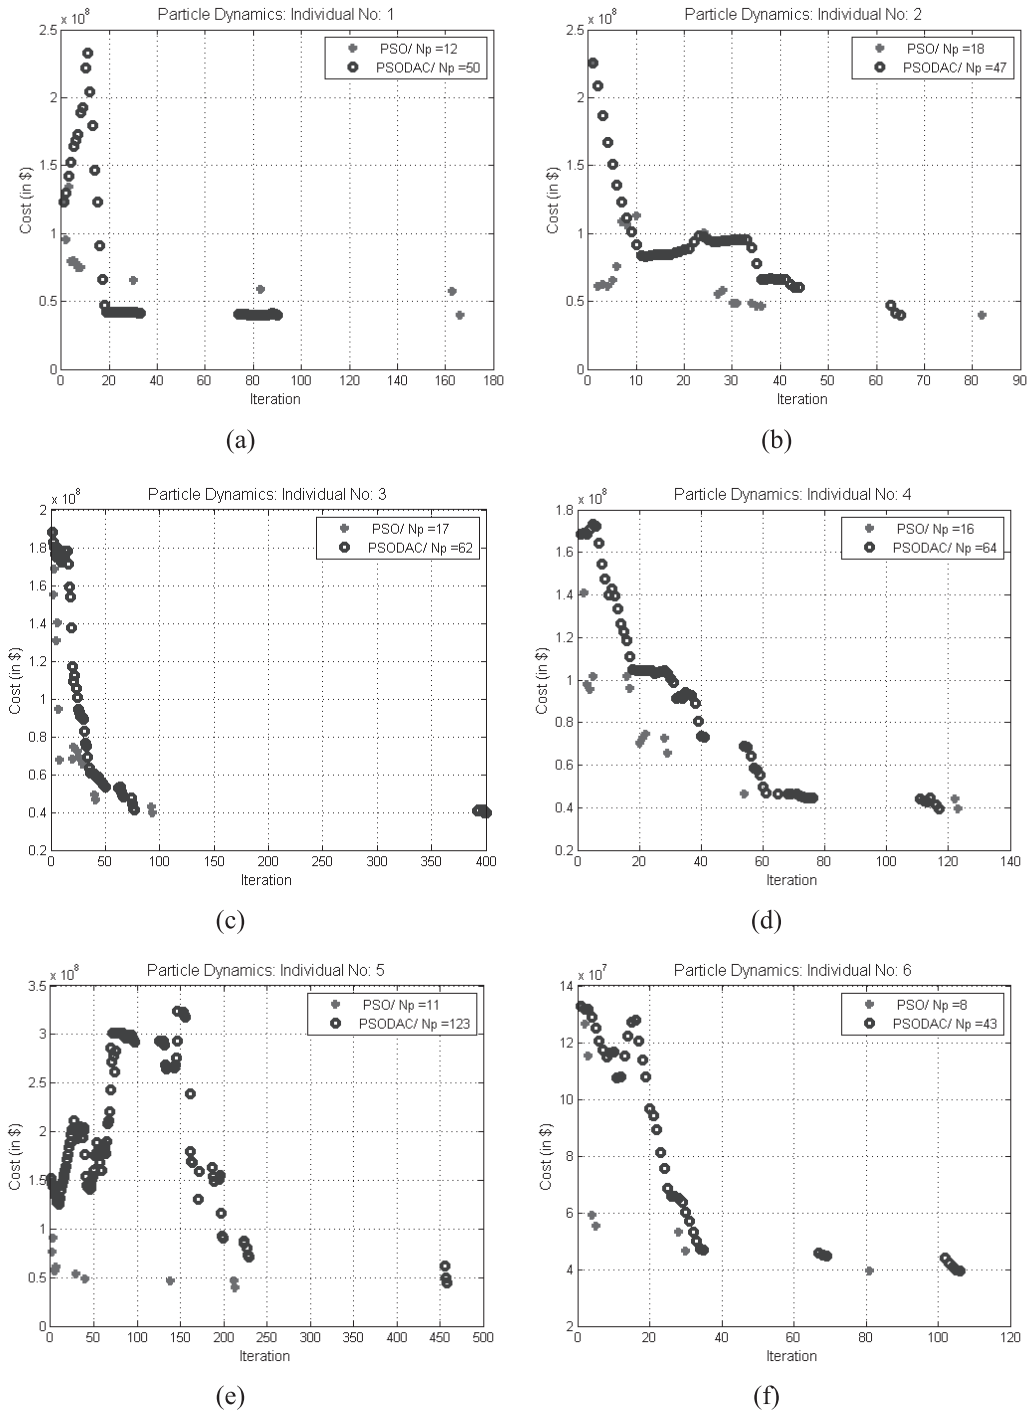 Particle Dynamics: Individual No: 1
x 10^8
2.5
2
1.5
1
0.5
0
Cost (in $)
PSO/ Np =12
PSODAC/ Np =50
0 20 40 60 80 100 120 140 160 180
Iteration
(a)
Particle Dynamics: Individual No: 2
x 10^8
2.5
2
1.5
1
0.5
0
Cost (in $)
PSO/ Np =18
PSODAC/ Np =47
0 10 20 30 40 50 60 70 80 90
Iteration
(b)
Particle Dynamics: Individual No: 3
x 10^8
2
1.8
1.6
1.4
1.2
1
0.8
0.6
0.4
0.2
Cost (in $)
PSO/ Np =17
PSODAC/ Np =62
0 50 100 150 200 250 300 350 400
Iteration
(c)
Particle Dynamics: Individual No: 4
x 10^8
1.8
1.6
1.4
1.2
1
0.8
0.6
0.4
0.2
Cost (in $)
PSO/ Np =16
PSODAC/ Np =64
0 20 40 60 80 100 120 140
Iteration
(d)
Particle Dynamics: Individual No: 5
x 10^8
3.5
3
2.5
2
1.5
1
0.5
0
Cost (in $)
PSO/ Np =11
PSODAC/ Np =123
0 50 100 150 200 250 300 350 400 450 500
Iteration
(e)
Particle Dynamics: Individual No: 6
x 10^7
14
12
10
8
6
4
2
Cost (in $)
PSO/ Np =8
PSODAC/ Np =43
0 20 40 60 80 100 120
Iteration
(f)